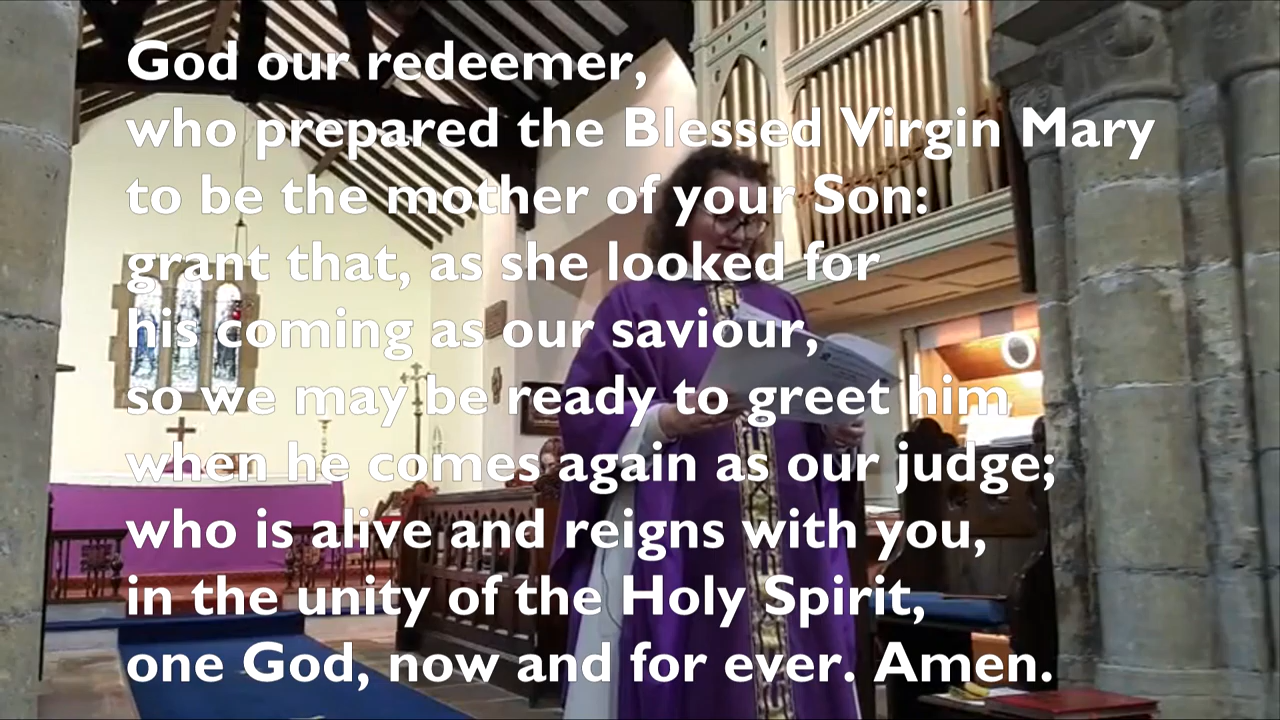 God our redeemer,
who prepared the Blessed Virgin Mary
to be the mother of your Son:
grant that, as she looked for
his coming as our saviour,
so we may be ready to greet him
when he comes again as our judge;
who is alive and reigns with you,
in the unity of the Holy Spirit,
one God, now and for ever. Amen.